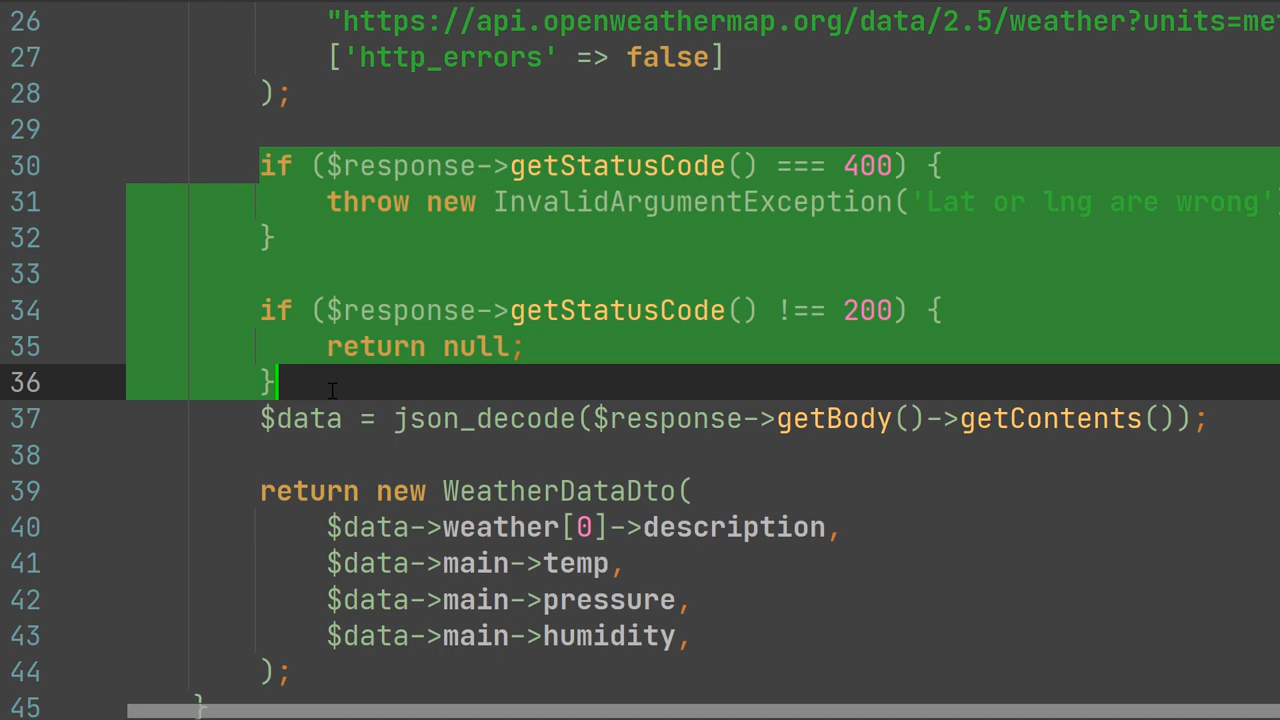 26 "https://api.openweathermap.org/data/2.5/weather?units=me
27 ['http_errors' => false]
28 );
29
30 if ($response->getStatusCode() === 400) {
31 throw new InvalidArgumentException('Lat or lng are wrong'
32 }
33
34 if ($response->getStatusCode() !== 200) {
35 return null;
36 }
37 $data = json_decode($response->getBody()->getContents());
38
39 return new WeatherDataDto(
40 $data->weather[0]->description,
41 $data->main->temp,
42 $data->main->pressure,
43 $data->main->humidity,
44 );
45 }